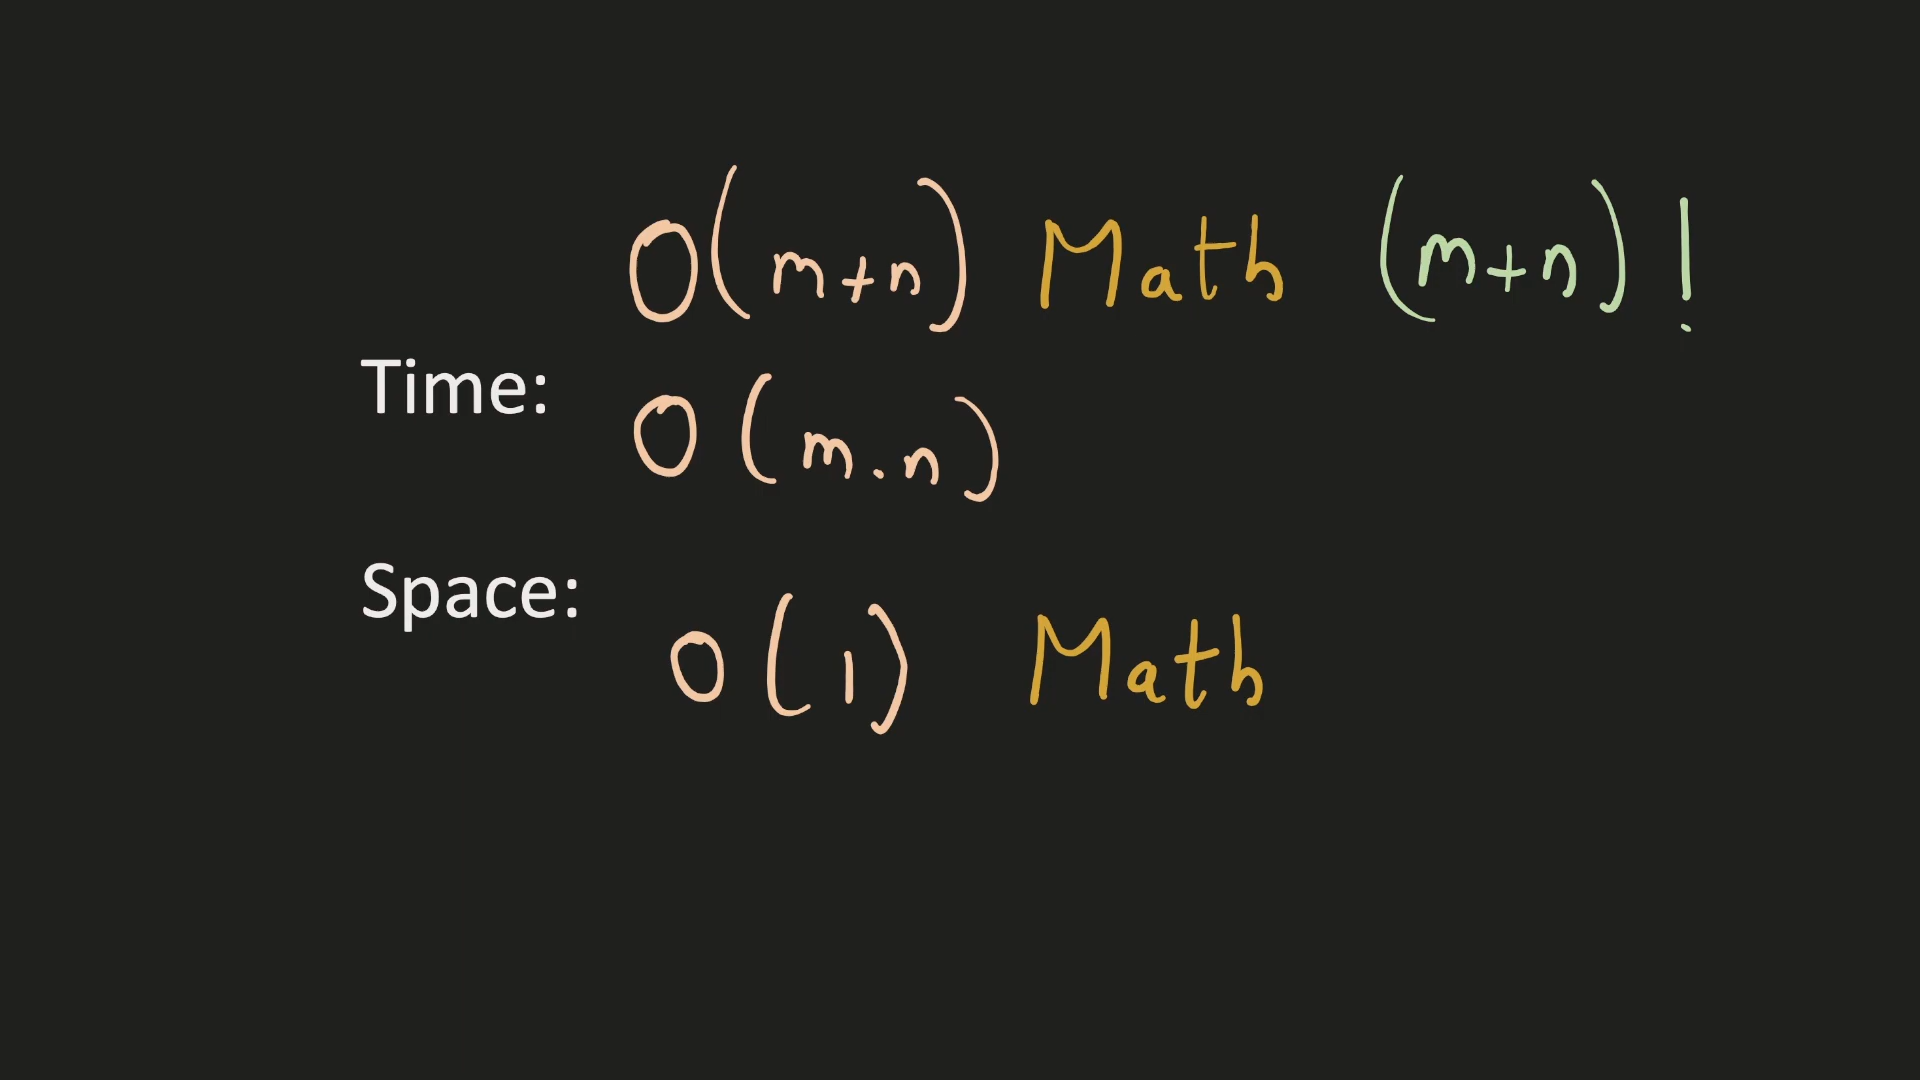 O(m+n) Math (m+n)!
Time:
O(m.n)
Space:
O(1) Math